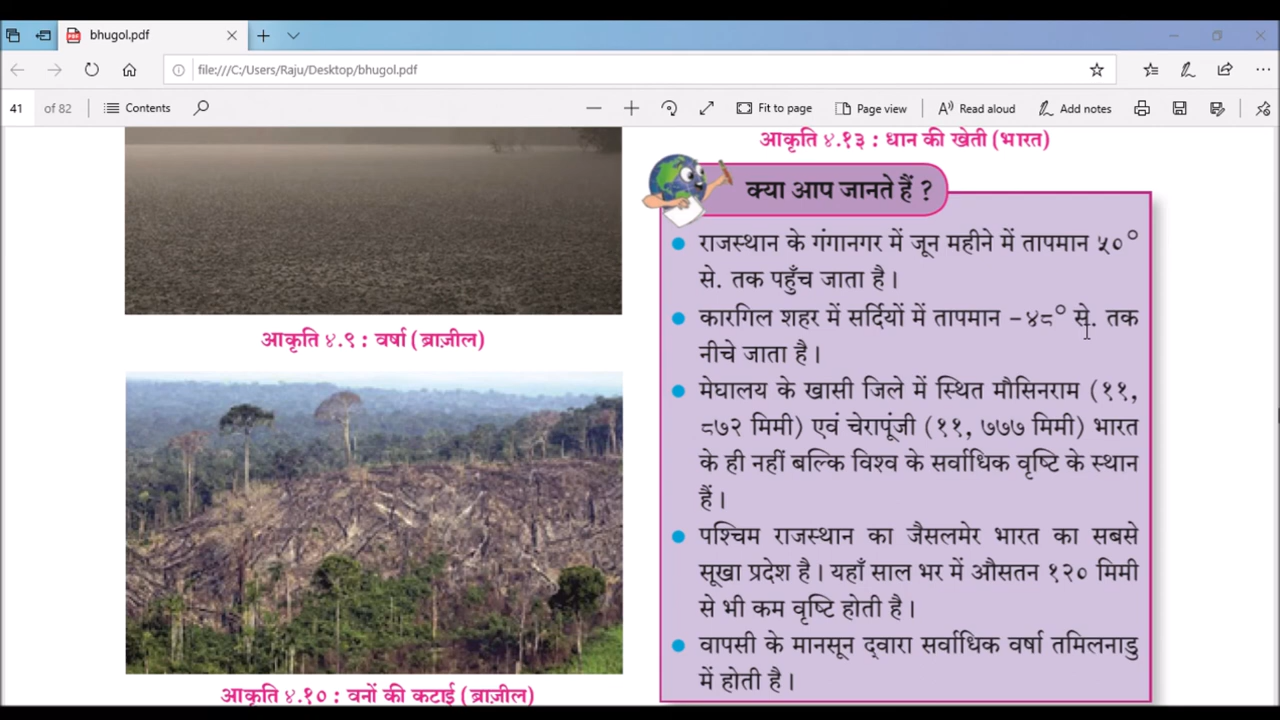 bhugol.pdf
file:///C:/Users/Raju/Desktop/bhugol.pdf
41 of 82 Contents Fit to page Page view Read aloud Add notes
आकृति ४.९ : वर्षा (ब्राज़ील)
आकृति ४.१० : वनों की कटाई (ब्राज़ील)
आकृति ४.१३ : धान की खेती (भारत)
क्या आप जानते हैं ?
राजस्थान के गंगानगर में जून महीने में तापमान ५०°
से. तक पहुँच जाता है।
कारगिल शहर में सर्दियों में तापमान -४८° से. तक
नीचे जाता है।
मेघालय के खासी जिले में स्थित मौसिनराम (११,
८७२ मिमी) एवं चेरापूंजी (११, ७७७ मिमी) भारत
के ही नहीं बल्कि विश्व के सर्वाधिक वृष्टि के स्थान
हैं।
पश्चिम राजस्थान का जैसलमेर भारत का सबसे
सूखा प्रदेश है। यहाँ साल भर में औसतन १२० मिमी
से भी कम वृष्टि होती है।
वापसी के मानसून द्‌वारा सर्वाधिक वर्षा तमिलनाडु
में होती है।